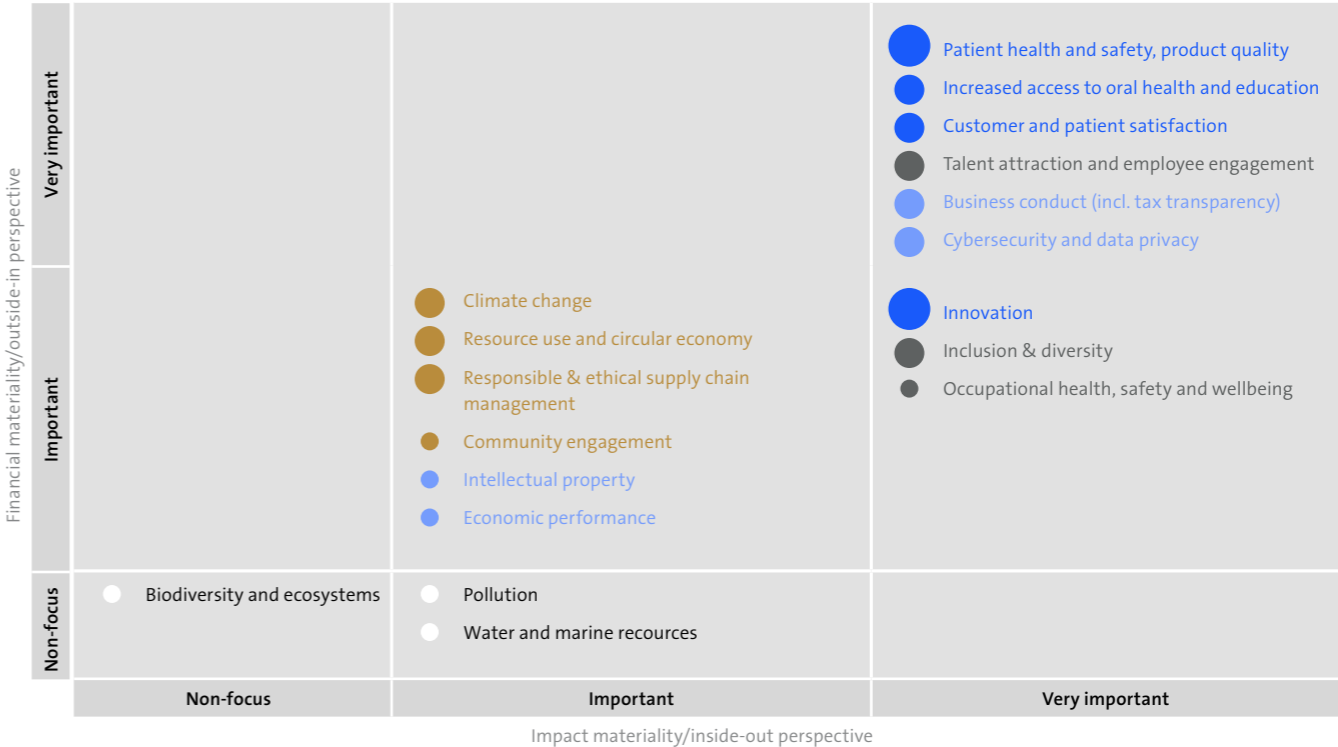 Financial materiality/outside-in perspective
Very important
Patient health and safety, product quality
Increased access to oral health and education
Customer and patient satisfaction
Talent attraction and employee engagement
Business conduct (incl. tax transparency)
Cybersecurity and data privacy
Important
Climate change
Resource use and circular economy
Responsible & ethical supply chain
management
Community engagement
Intellectual property
Economic performance
Innovation
Inclusion & diversity
Occupational health, safety and wellbeing
Non-focus
Biodiversity and ecosystems
Pollution
Water and marine recources
Non-focus
Important
Very important
Impact materiality/inside-out perspective